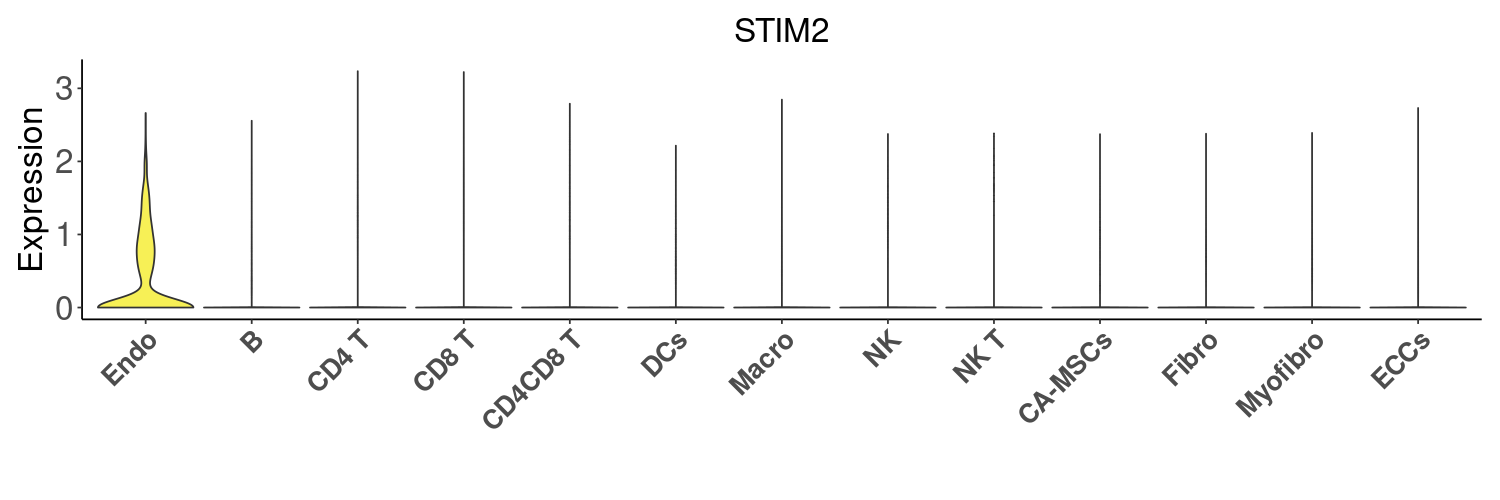 STIM2
Expression
3
2
1
0
Endo
B
CD4 T
CD8 T
CD4CD8 T
DCs
Macro
NK
NK T
CA-MSCs
Fibro
Myofibro
ECCs